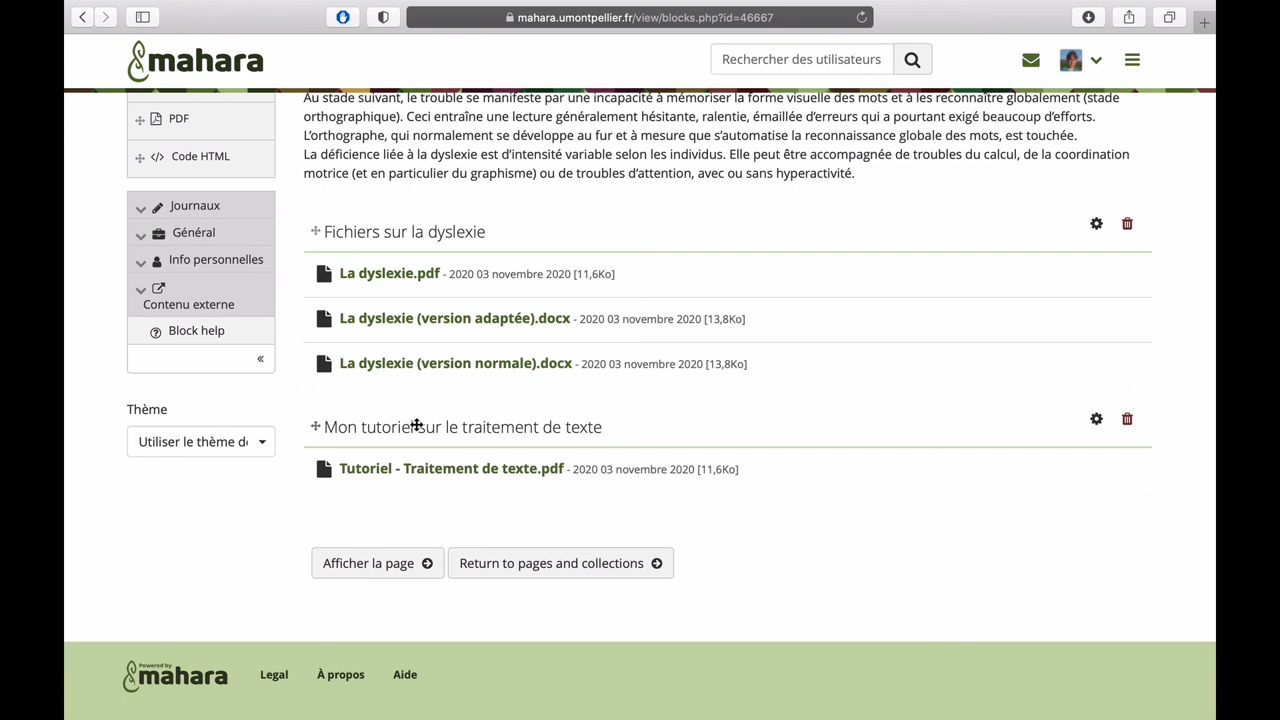 mahara.umontpellier.fr/view/blocks.php?id=46667
mahara
Rechercher des utilisateurs
PDF
Code HTML
Journaux
Général
Info personnelles
Contenu externe
Block help
«
Thème
Utiliser le thème d
Au stade suivant, le trouble se manifeste par une incapacité à mémoriser la forme visuelle des mots et à les reconnaître globalement (stade
orthographique). Ceci entraîne une lecture généralement hésitante, ralentie, émaillée d'erreurs qui a pourtant exigé beaucoup d'efforts.
L'orthographe, qui normalement se développe au fur et à mesure que s'automatise la reconnaissance globale des mots, est touchée.
La déficience liée à la dyslexie est d'intensité variable selon les individus. Elle peut être accompagnée de troubles du calcul, de la coordination
motrice (et en particulier du graphisme) ou de troubles d'attention, avec ou sans hyperactivité.
Fichiers sur la dyslexie
La dyslexie.pdf - 2020 03 novembre 2020 [11,6Ko]
La dyslexie (version adaptée).docx - 2020 03 novembre 2020 [13,8Ko]
La dyslexie (version normale).docx - 2020 03 novembre 2020 [13,8Ko]
Mon tutoriel sur le traitement de texte
Tutoriel - Traitement de texte.pdf - 2020 03 novembre 2020 [11,6Ko]
Afficher la page
Return to pages and collections
Powered by
mahara
Legal
À propos
Aide